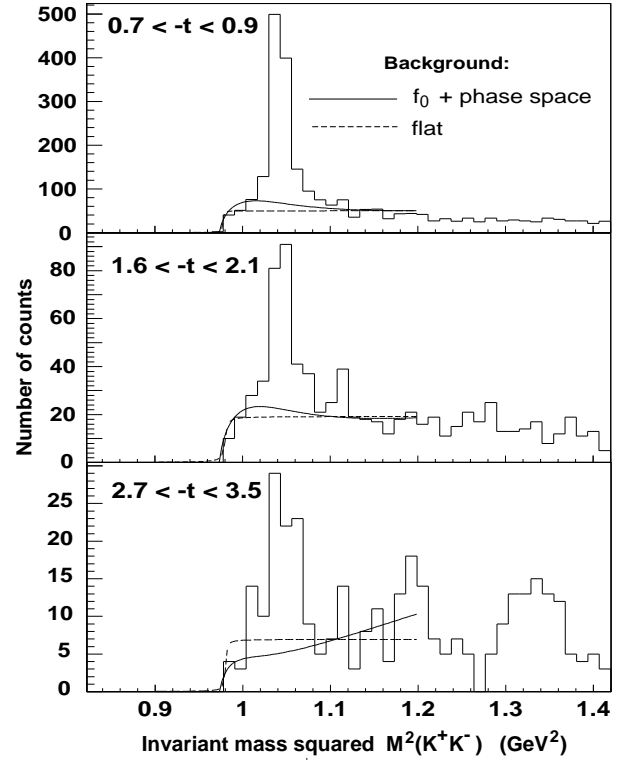 0.7 < -t < 0.9
Background:
f₀ + phase space
flat
500
400
300
200
100
0
1.6 < -t < 2.1
80
60
40
20
0
2.7 < -t < 3.5
25
20
15
10
5
0
Number of counts
0.9 1 1.1 1.2 1.3 1.4
Invariant mass squared M²(K⁺K⁻) (GeV²)